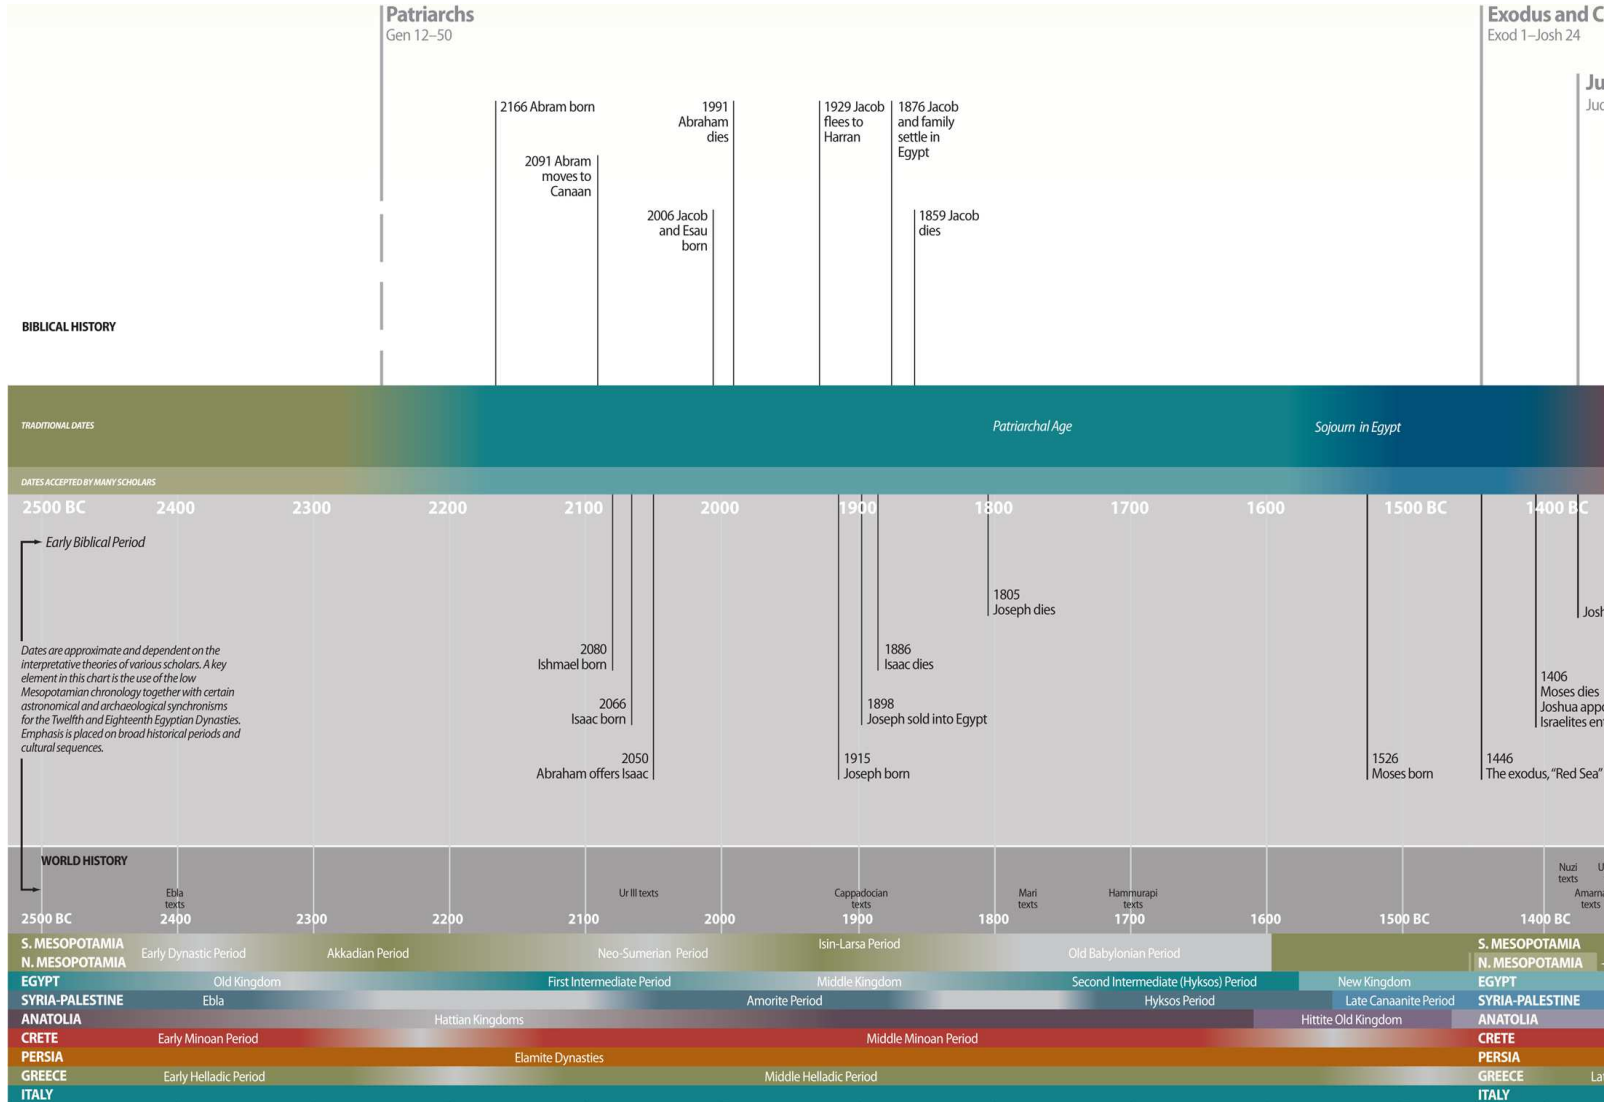 Patriarchs
Gen 12–50
Exodus and C
Exod 1–Josh 24
Ju
Jud
2166 Abram born
2091 Abram
moves to
Canaan
1991
Abraham
dies
2006 Jacob
and Esau
born
1929 Jacob
flees to
Harran
1876 Jacob
and family
settle in
Egypt
1859 Jacob
dies
BIBLICAL HISTORY
TRADITIONAL DATES
Patriarchal Age
Sojourn in Egypt
DATES ACCEPTED BY MANY SCHOLARS
2500 BC 2400 2300 2200 2100 2000 1900 1800 1700 1600 1500 BC 1400 BC
Early Biblical Period
Dates are approximate and dependent on the
interpretative theories of various scholars. A key
element in this chart is the use of the low
Mesopotamian chronology together with certain
astronomical and archaeological synchronisms
for the Twelfth and Eighteenth Egyptian Dynasties.
Emphasis is placed on broad historical periods and
cultural sequences.
2080
Ishmael born
2066
Isaac born
2050
Abraham offers Isaac
1805
Joseph dies
1886
Isaac dies
1898
Joseph sold into Egypt
1915
Joseph born
1526
Moses born
1446
The exodus, “Red Sea”
Josh
1406
Moses dies
Joshua appo
Israelites ent
WORLD HISTORY
Ebla
texts
Ur III texts
Cappadocian
texts
Mari
texts
Hammurapi
texts
Nuzi
texts
U
Amarna
texts
2500 BC 2400 2300 2200 2100 2000 1900 1800 1700 1600 1500 BC 1400 BC
S. MESOPOTAMIA
N. MESOPOTAMIA
Early Dynastic Period Akkadian Period Neo-Sumerian Period Isin-Larsa Period Old Babylonian Period
S. MESOPOTAMIA
N. MESOPOTAMIA
EGYPT Old Kingdom First Intermediate Period Middle Kingdom Second Intermediate (Hyksos) Period New Kingdom EGYPT
SYRIA-PALESTINE Ebla Amorite Period Hyksos Period Late Canaanite Period SYRIA-PALESTINE
ANATOLIA Hattian Kingdoms Hittite Old Kingdom ANATOLIA
CRETE Early Minoan Period Middle Minoan Period CRETE
PERSIA Elamite Dynasties PERSIA
GREECE Early Helladic Period Middle Helladic Period GREECE Lat
ITALY ITALY